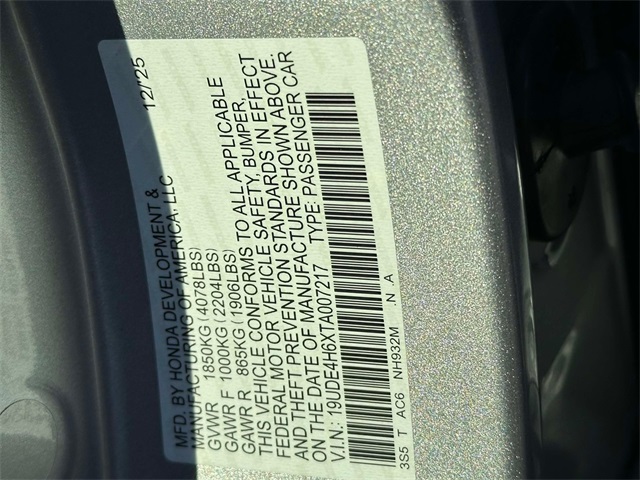 MFD. BY HONDA DEVELOPMENT & 12/25
MANUFACTURING OF AMERICA, LLC
GVWR 1850KG (4078LBS)
GAWR F 1000KG (2204LBS)
GAWR R 865KG (1906LBS)
THIS VEHICLE CONFORMS TO ALL APPLICABLE
FEDERAL MOTOR VEHICLE SAFETY, BUMPER,
AND THEFT PREVENTION STANDARDS IN EFFECT
ON THE DATE OF MANUFACTURE SHOWN ABOVE.
V.I.N.: 19UDE4H6XTA007217 TYPE: PASSENGER CAR
3S5 T AC6 NH932M .N .A